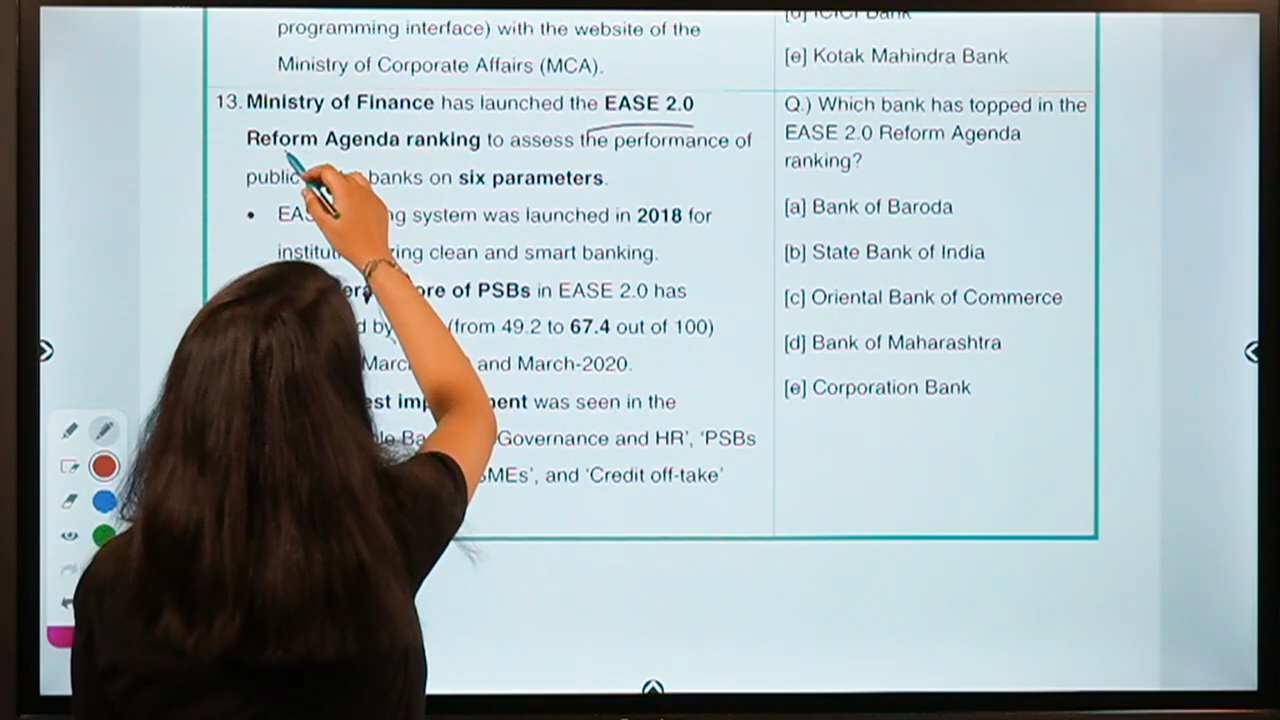 programming interface) with the website of the
Ministry of Corporate Affairs (MCA).
13. Ministry of Finance has launched the EASE 2.0
Reform Agenda ranking to assess the performance of
public banks on six parameters.
• system was launched in 2018 for
clean and smart banking.
of PSBs in EASE 2.0 has
(from 49.2 to 67.4 out of 100)
and March-2020.
was seen in the
Governance and HR', 'PSBs
and 'Credit off-take'
[d] ICICI Bank
[e] Kotak Mahindra Bank
Q.) Which bank has topped in the
EASE 2.0 Reform Agenda
ranking?
[a] Bank of Baroda
[b] State Bank of India
[c] Oriental Bank of Commerce
[d] Bank of Maharashtra
[e] Corporation Bank